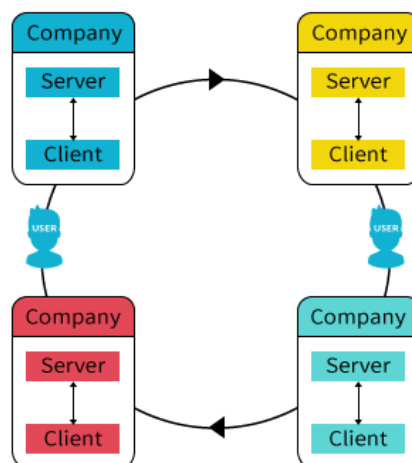 Company
Server
Client
Company
Server
Client
USER
USER
Company
Server
Client
Company
Server
Client